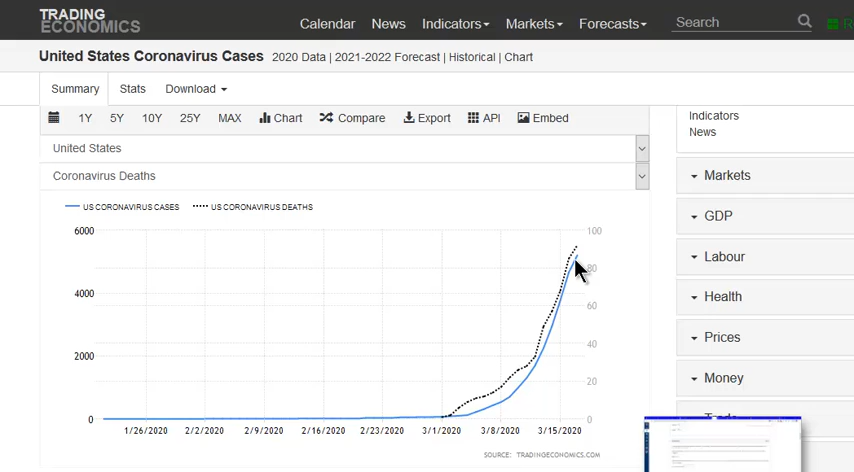 TRADING
ECONOMICS
Calendar News Indicators Markets Forecasts Search
United States Coronavirus Cases 2020 Data | 2021-2022 Forecast | Historical | Chart
Summary Stats Download
1Y 5Y 10Y 25Y MAX Chart Compare Export API Embed
United States
Coronavirus Deaths
US CORONAVIRUS CASES US CORONAVIRUS DEATHS
6000 100
80
4000
60
40
2000
20
0 0
1/26/2020 2/2/2020 2/9/2020 2/16/2020 2/23/2020 3/1/2020 3/8/2020 3/15/2020
SOURCE: TRADINGECONOMICS.COM
Indicators
News
Markets
GDP
Labour
Health
Prices
Money